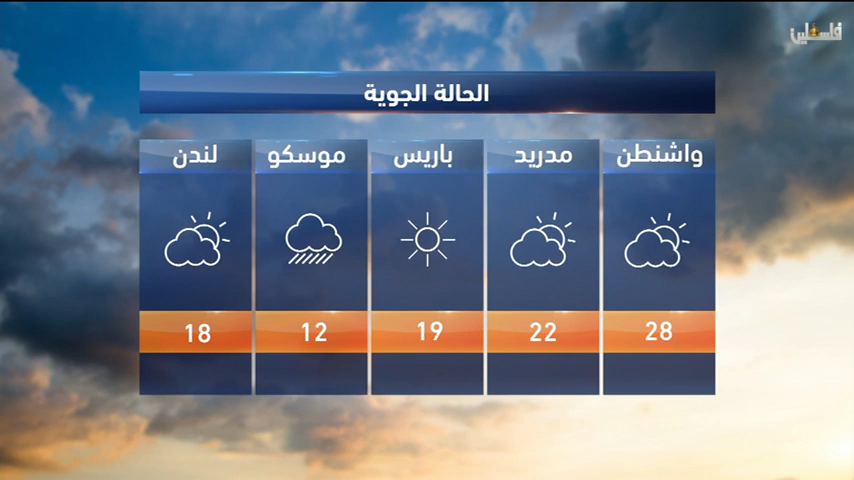 فلسطين
الحالة الجوية
واشنطن
مدريد
باريس
موسكو
لندن
28
22
19
12
18